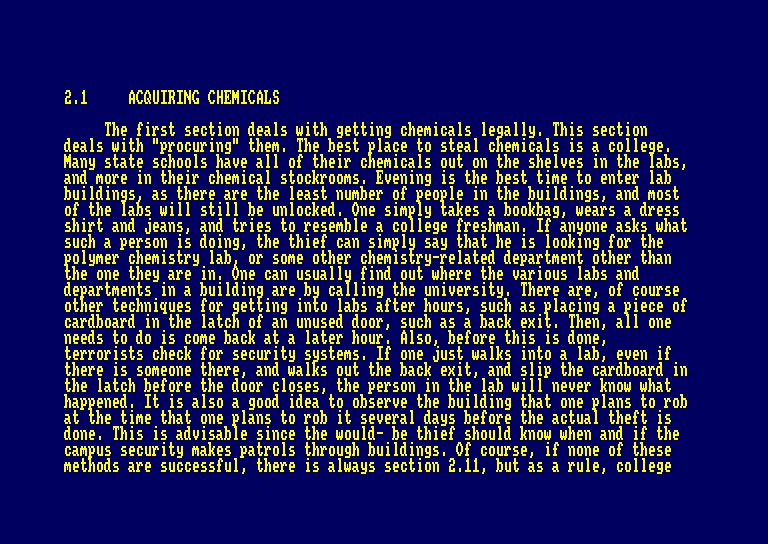 2.1 ACQUIRING CHEMICALS
The first section deals with getting chemicals legally. This section
deals with "procuring" them. The best place to steal chemicals is a college.
Many state schools have all of their chemicals out on the shelves in the labs,
and more in their chemical stockrooms. Evening is the best time to enter lab
buildings, as there are the least number of people in the buildings, and most
of the labs will still be unlocked. One simply takes a bookbag, wears a dress
shirt and jeans, and tries to resemble a college freshman. If anyone asks what
such a person is doing, the thief can simply say that he is looking for the
polymer chemistry lab, or some other chemistry-related department other than
the one they are in. One can usually find out where the various labs and
departments in a building are by calling the university. There are, of course
other techniques for getting into labs after hours, such as placing a piece of
cardboard in the latch of an unused door, such as a back exit. Then, all one
needs to do is come back at a later hour. Also, before this is done,
terrorists check for security systems. If one just walks into a lab, even if
there is someone there, and walks out the back exit, and slip the cardboard in
the latch before the door closes, the person in the lab will never know what
happened. It is also a good idea to observe the building that one plans to rob
at the time that one plans to rob it several days before the actual theft is
done. This is advisable since the would- be thief should know when and if the
campus security makes patrols through buildings. Of course, if none of these
methods are successful, there is always section 2.11, but as a rule, college